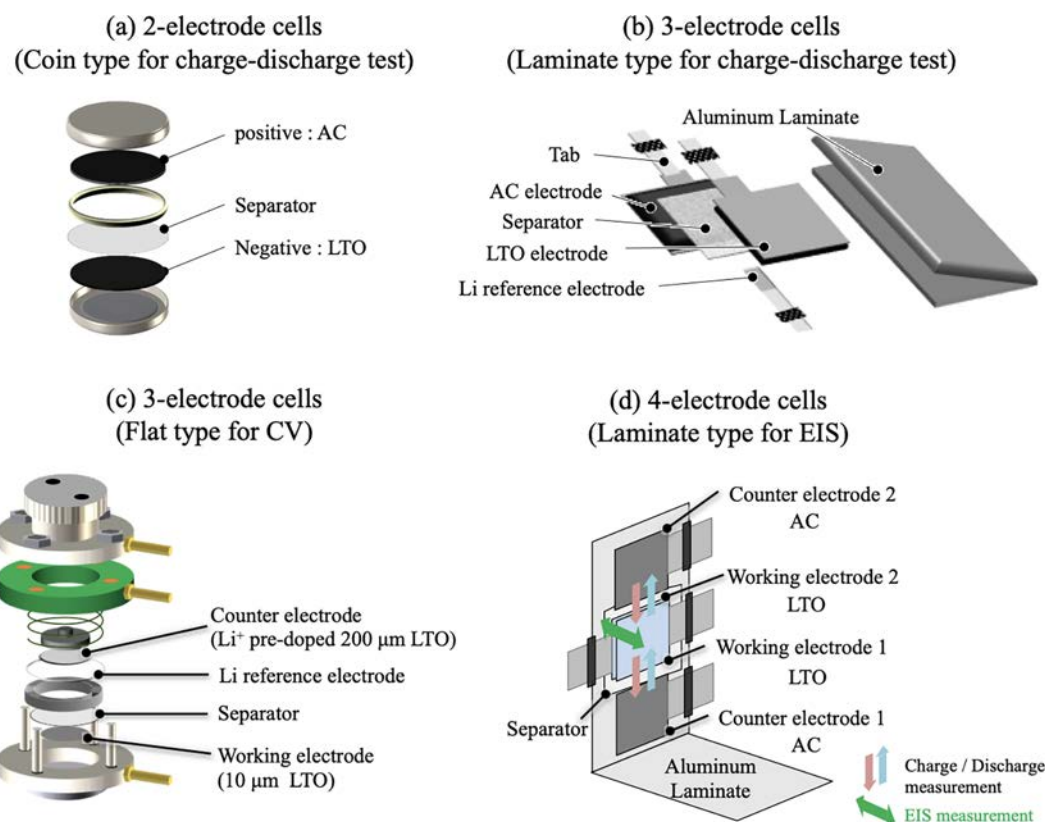 (a) 2-electrode cells
(Coin type for charge-discharge test)
positive : AC
Separator
Negative : LTO
(b) 3-electrode cells
(Laminate type for charge-discharge test)
Aluminum Laminate
Tab
AC electrode
Separator
LTO electrode
Li reference electrode
(c) 3-electrode cells
(Flat type for CV)
Counter electrode
(Li⁺ pre-doped 200 μm LTO)
Li reference electrode
Separator
Working electrode
(10 μm LTO)
(d) 4-electrode cells
(Laminate type for EIS)
Counter electrode 2
AC
Working electrode 2
LTO
Working electrode 1
LTO
Separator
Counter electrode 1
AC
Aluminum
Laminate
Charge / Discharge
measurement
EIS measurement